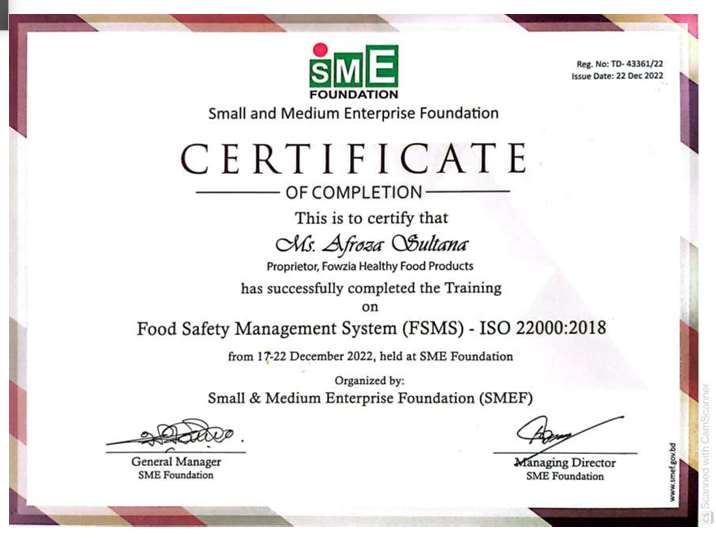 SME
FOUNDATION
Reg. No: TD- 43361/22
Issue Date: 22 Dec 2022
Small and Medium Enterprise Foundation
CERTIFICATE
OF COMPLETION
This is to certify that
Ms. Afroza Sultana
Proprietor, Fowzia Healthy Food Products
has successfully completed the Training
on
Food Safety Management System (FSMS) - ISO 22000:2018
from 17-22 December 2022, held at SME Foundation
Organized by:
Small & Medium Enterprise Foundation (SMEF)
General Manager
SME Foundation
Managing Director
SME Foundation
www.smef.gov.bd
CS Scanned with CamScanner